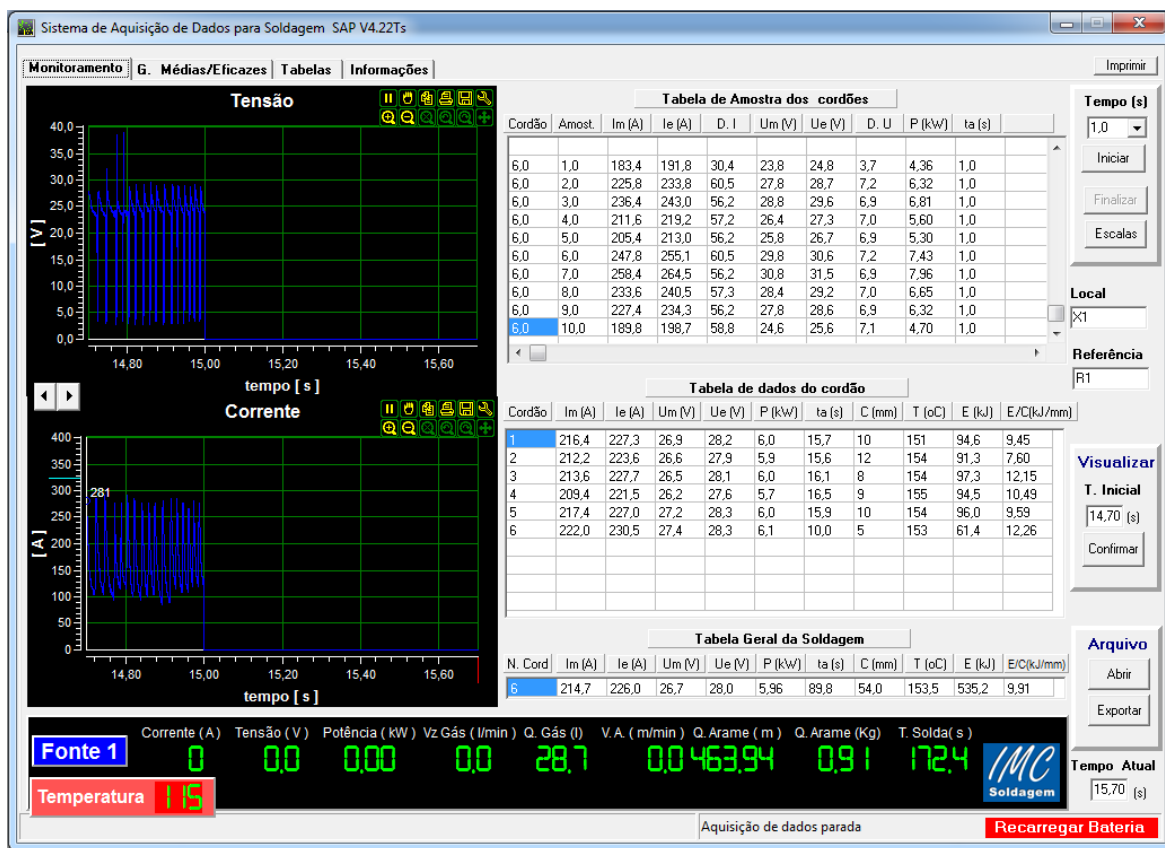 Sistema de Aquisição de Dados para Soldagem SAP V4.22Ts
Monitoramento G. Médias/Eficazes Tabelas Informações
Imprimir
Tensão
40,0
35,0
30,0
25,0
20,0
15,0
10,0
5,0
0,0
[ V ]
14,80 15,00 15,20 15,40 15,60
tempo [ s ]
Corrente
400
350
300
250
200
150
100
50
0
281
[ A ]
14,80 15,00 15,20 15,40 15,60
tempo [ s ]
Tabela de Amostra dos cordões
Cordão Amost. Im (A) Ie (A) D. I Um (V) Ue (V) D. U P (kW) ta (s)
6,0 1,0 183,4 191,8 30,4 23,8 24,8 3,7 4,36 1,0
6,0 2,0 225,8 233,8 60,5 27,8 28,7 7,2 6,32 1,0
6,0 3,0 236,4 243,0 56,2 28,8 29,6 6,9 6,81 1,0
6,0 4,0 211,6 219,2 57,2 26,4 27,3 7,0 5,60 1,0
6,0 5,0 205,4 213,0 56,2 25,8 26,7 6,9 5,30 1,0
6,0 6,0 247,8 255,1 60,5 29,8 30,6 7,2 7,43 1,0
6,0 7,0 258,4 264,5 56,2 30,8 31,5 6,9 7,96 1,0
6,0 8,0 233,6 240,5 57,3 28,4 29,2 7,0 6,65 1,0
6,0 9,0 227,4 234,3 56,2 27,8 28,6 6,9 6,32 1,0
6,0 10,0 189,8 198,7 58,8 24,6 25,6 7,1 4,70 1,0
Tabela de dados do cordão
Cordão Im (A) Ie (A) Um (V) Ue (V) P (kW) ta (s) C (mm) T (oC) E (kJ) E/C(kJ/mm)
1 216,4 227,3 26,9 28,2 6,0 15,7 10 151 94,6 9,45
2 212,2 223,6 26,6 27,9 5,9 15,6 12 154 91,3 7,60
3 213,6 227,7 26,5 28,1 6,0 16,1 8 154 97,3 12,15
4 209,4 221,5 26,2 27,6 5,7 16,5 9 155 94,5 10,49
5 217,4 227,0 27,2 28,3 6,0 15,9 10 154 96,0 9,59
6 222,0 230,5 27,4 28,3 6,1 10,0 5 153 61,4 12,26
Tabela Geral da Soldagem
N. Cord Im (A) Ie (A) Um (V) Ue (V) P (kW) ta (s) C (mm) T (oC) E (kJ) E/C(kJ/mm)
6 214,7 226,0 26,7 28,0 5,96 89,8 54,0 153,5 535,2 9,91
Tempo (s)
1,0
Iniciar
Finalizar
Escalas
Local
X1
Referência
R1
Visualizar
T. Inicial
14,70 (s)
Confirmar
Arquivo
Abrir
Exportar
Tempo Atual
15,70 (s)
Fonte 1
Corrente ( A ) Tensão ( V ) Potência ( kW ) Vz Gás ( l/min ) Q. Gás (l) V.A. ( m/min ) Q. Arame ( m ) Q. Arame (Kg) T. Solda( s )
0 0,0 0,00 0,0 28,7 0,0 463,94 0,91 172,4
Temperatura 115
IMC
Soldagem
Aquisição de dados parada
Recarregar Bateria